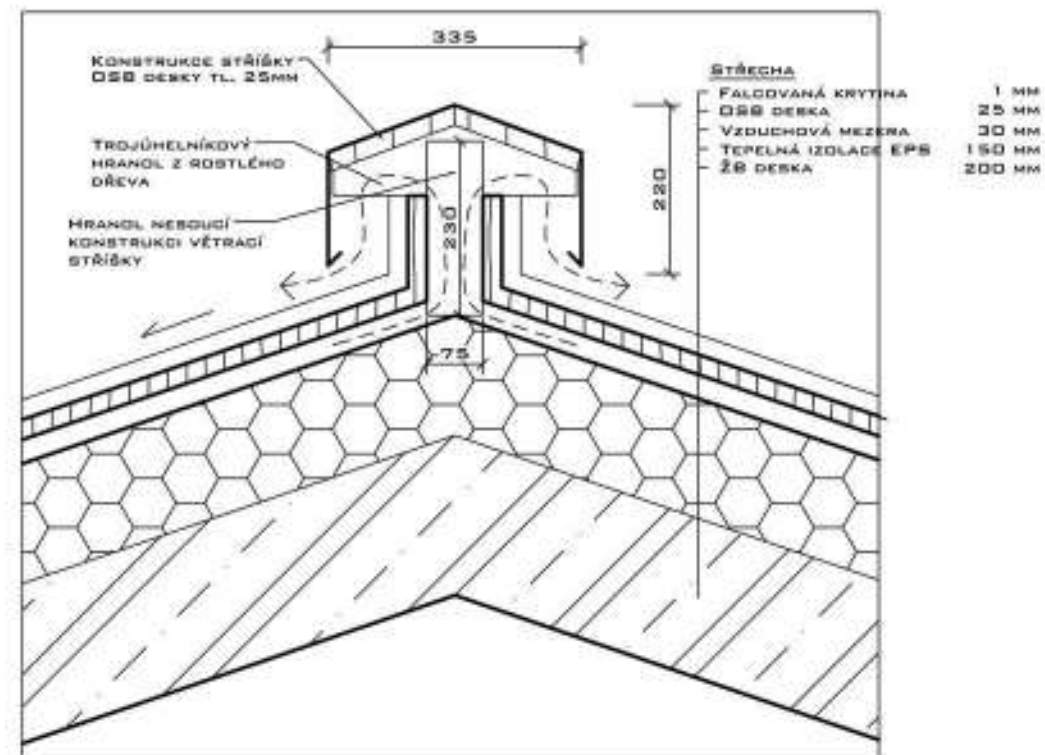 335
KONSTRUKCE STŘÍŠKY
OSB DESKY TL. 25MM
TROJÚHELNÍKOVÝ
HRANOL Z ROSTLÉHO
DŘEVA
HRANOL NESOUCÍ
KONSTRUKCI VĚTRACÍ
STŘÍŠKY
STŘECHA
FALCOVANÁ KRYTINA 1 MM
OSB DESKA 25 MM
VZDUCHOVÁ MEZERA 30 MM
TEPELNÁ IZOLACE EPS 150 MM
ŽB DESKA 200 MM
220
230
75